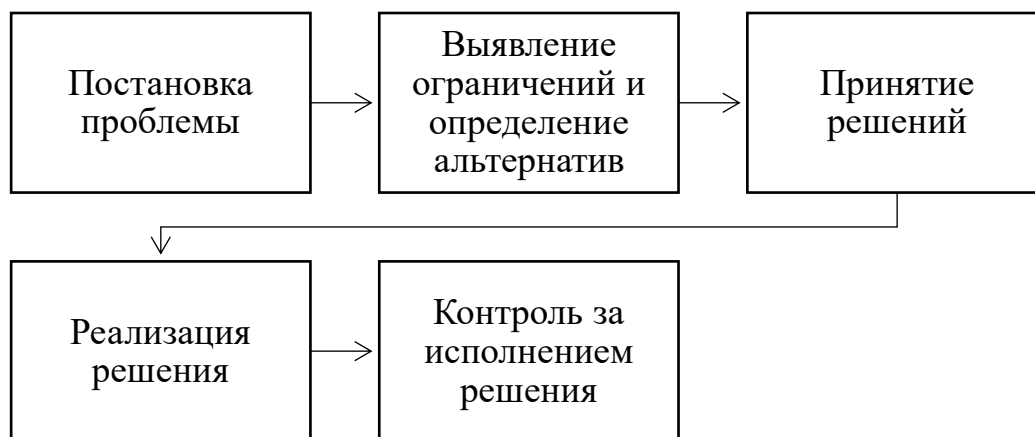 Постановка
проблемы
Выявление
ограничений и
определение
альтернатив
Принятие
решений
Реализация
решения
Контроль за
исполнением
решения